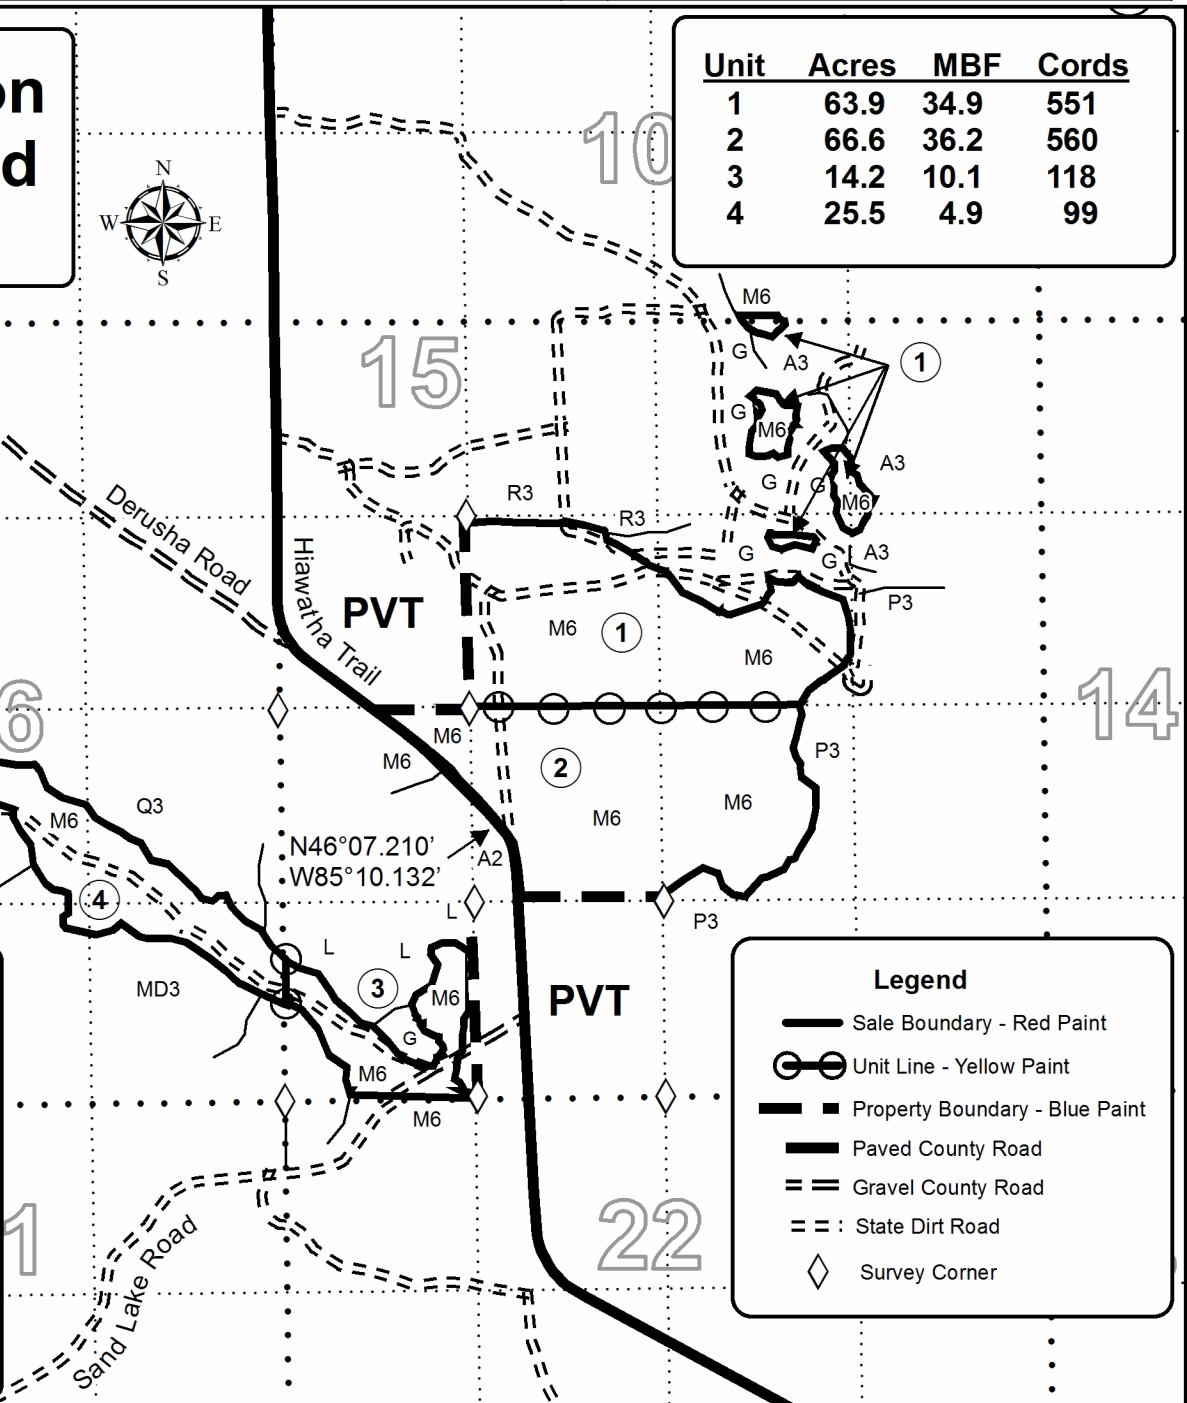 on
d
N
W E
S
Unit Acres MBF Cords
1 63.9 34.9 551
2 66.6 36.2 560
3 14.2 10.1 118
4 25.5 4.9 99
10
M6
15
G
A3
1
G
M6
A3
G
G
M6
R3
R3
G
G
A3
P3
Derusha Road
Hiawatha Trail
PVT
M6
1
M6
14
6
M6
M6
2
P3
M6
M6
Q3
M6
N46°07.210'
W85°10.132'
A2
4
L
P3
L
L
MD3
3
M6
PVT
G
M6
M6
Legend
Sale Boundary - Red Paint
Unit Line - Yellow Paint
Property Boundary - Blue Paint
Paved County Road
Gravel County Road
State Dirt Road
Survey Corner
1
22
Sand Lake Road